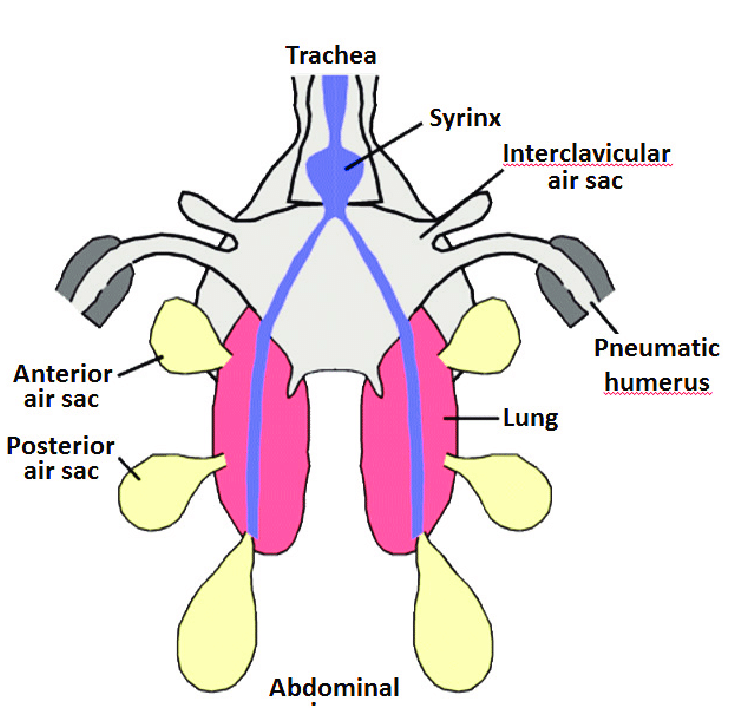 Trachea
Syrinx
Interclavicular
air sac
Pneumatic
humerus
Anterior
air sac
Lung
Posterior
air sac
Abdominal